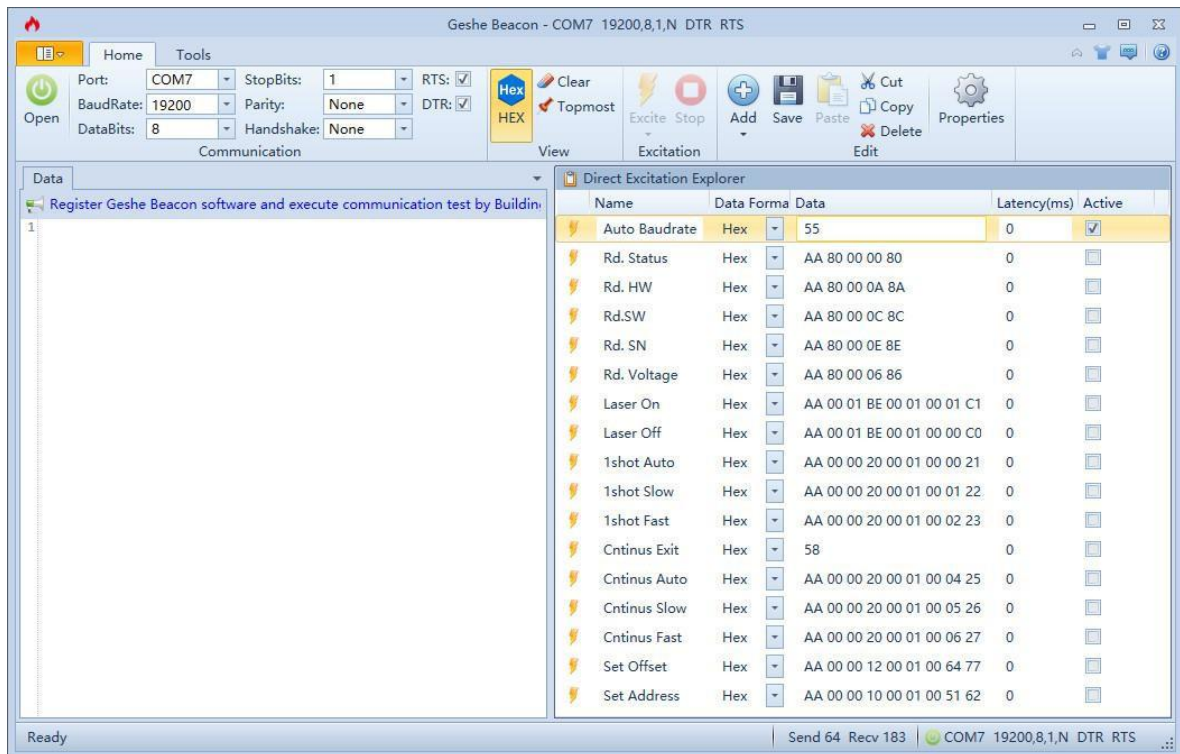 Geshe Beacon - COM7 19200,8,1,N DTR RTS
Home Tools
Port: COM7 StopBits: 1 RTS:
BaudRate: 19200 Parity: None DTR:
DataBits: 8 Handshake: None
Open
Communication
Hex
HEX
Clear
Topmost
View
Excite Stop
Excitation
Add Save Paste
Cut
Copy
Delete
Properties
Edit
Data
Register Geshe Beacon software and execute communication test by Building
1
Direct Excitation Explorer
Name Data Forma Data Latency(ms) Active
Auto Baudrate Hex 55 0
Rd. Status Hex AA 80 00 00 80 0
Rd. HW Hex AA 80 00 0A 8A 0
Rd.SW Hex AA 80 00 0C 8C 0
Rd. SN Hex AA 80 00 0E 8E 0
Rd. Voltage Hex AA 80 00 06 86 0
Laser On Hex AA 00 01 BE 00 01 00 01 C1 0
Laser Off Hex AA 00 01 BE 00 01 00 00 C0 0
1shot Auto Hex AA 00 00 20 00 01 00 00 21 0
1shot Slow Hex AA 00 00 20 00 01 00 01 22 0
1shot Fast Hex AA 00 00 20 00 01 00 02 23 0
Cntinus Exit Hex 58 0
Cntinus Auto Hex AA 00 00 20 00 01 00 04 25 0
Cntinus Slow Hex AA 00 00 20 00 01 00 05 26 0
Cntinus Fast Hex AA 00 00 20 00 01 00 06 27 0
Set Offset Hex AA 00 00 12 00 01 00 64 77 0
Set Address Hex AA 00 00 10 00 01 00 51 62 0
Ready Send 64 Recv 183 COM7 19200,8,1,N DTR RTS